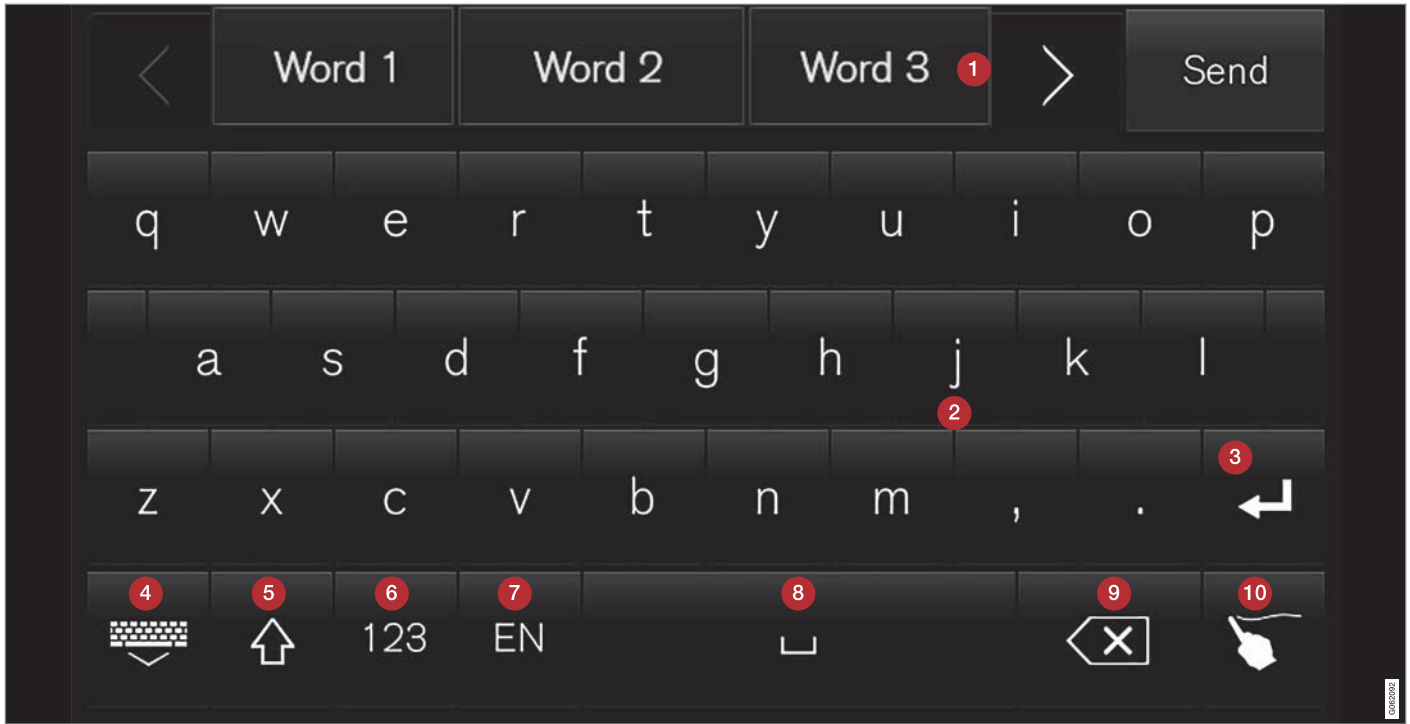 Word 1 Word 2 Word 3 1 Send
q w e r t y u i o p
a s d f g h j k l
2
3
z x c v b n m , .
4 5 6 7 8 9 10
123 EN
G062092